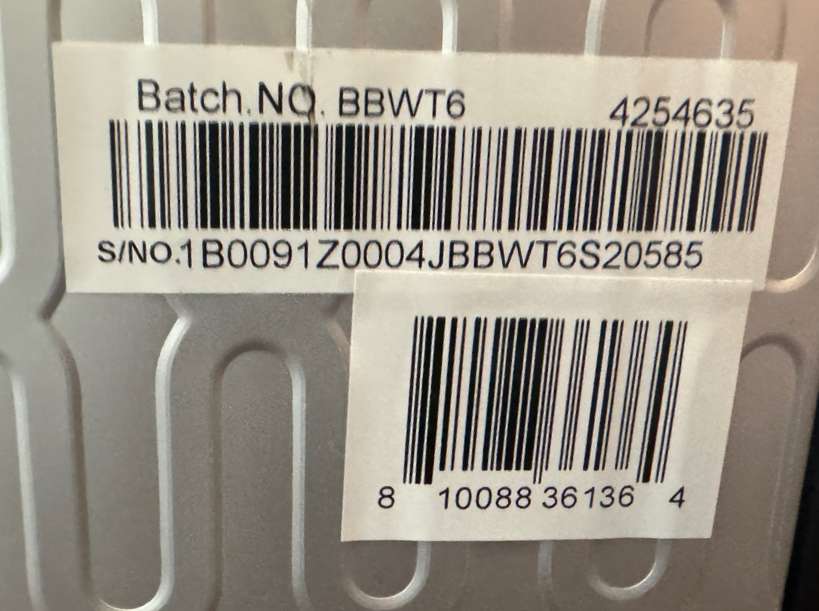 Batch.NO. BBWT6 4254635
S/NO.1B0091Z0004JBBWT6S20585
8 10088 36136 4